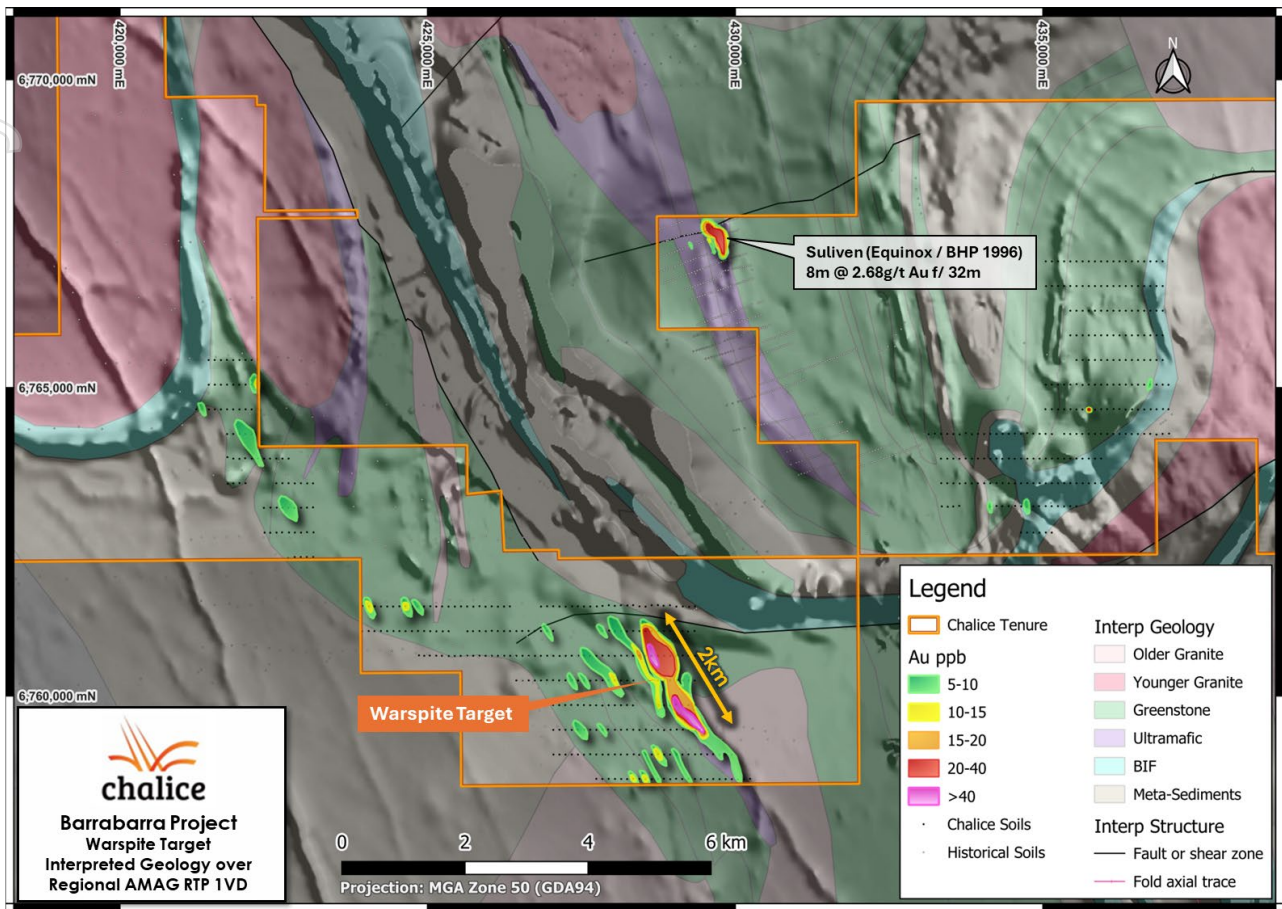 420,000 mE
425,000 mE
430,000 mE
435,000 mE
N
6,770,000 mN
6,765,000 mN
6,760,000 mN
Suliven (Equinox / BHP 1996)
8m @ 2.68g/t Au f/ 32m
2km
Warspite Target
chalice
Barrabarra Project
Warspite Target
Interpreted Geology over
Regional AMAG RTP 1VD
0 2 4 6 km
Projection: MGA Zone 50 (GDA94)
Legend
Chalice Tenure
Au ppb
5-10
10-15
15-20
20-40
>40
Chalice Soils
Historical Soils
Interp Geology
Older Granite
Younger Granite
Greenstone
Ultramafic
BIF
Meta-Sediments
Interp Structure
Fault or shear zone
Fold axial trace